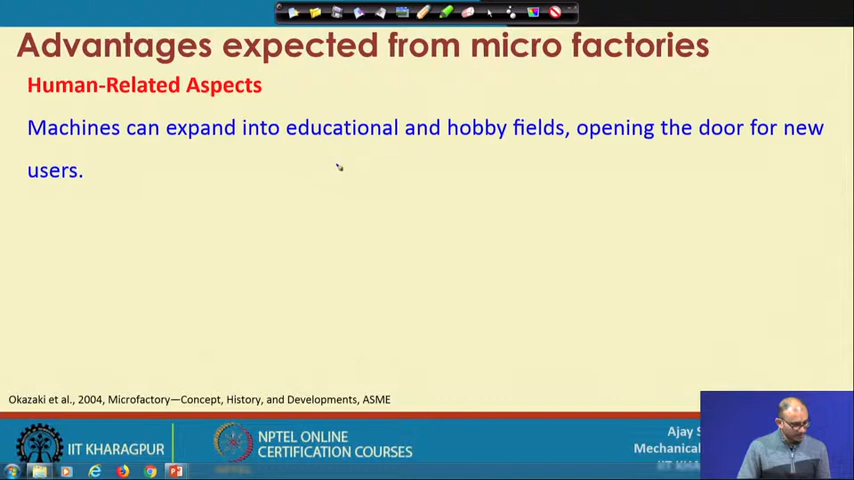 Advantages expected from micro factories
Human-Related Aspects
Machines can expand into educational and hobby fields, opening the door for new
users.
Okazaki et al., 2004, Microfactory—Concept, History, and Developments, ASME
IIT KHARAGPUR
NPTEL ONLINE
CERTIFICATION COURSES
NPTEL
Ajay
Mechanical
IIT